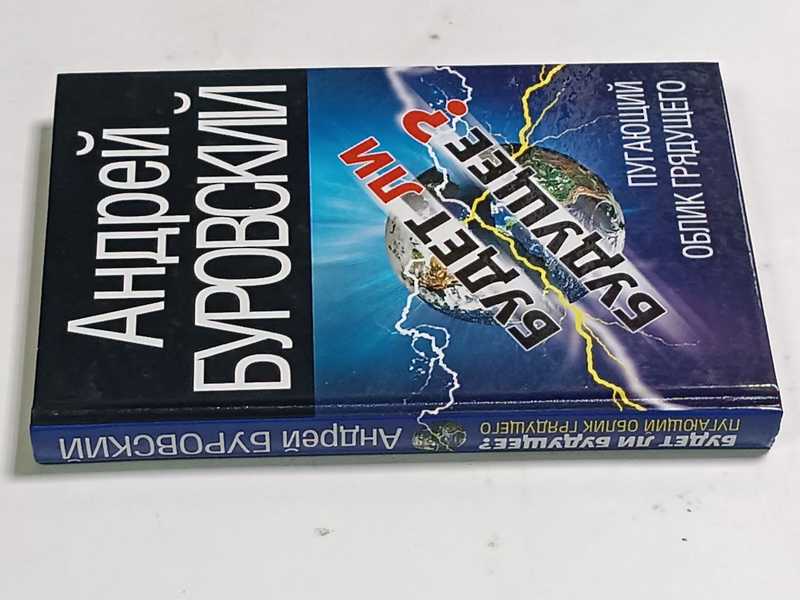 Андрей
БУРОВСКИЙ
БУДЕТ ЛИ
БУДУЩЕЕ?
ПУГАЮЩИЙ
ОБЛИК ГРЯДУЩЕГО
Андрей БУРОВСКИЙ
БУДЕТ ЛИ БУДУЩЕЕ?
ПУГАЮЩИЙ ОБЛИК ГРЯДУЩЕГО